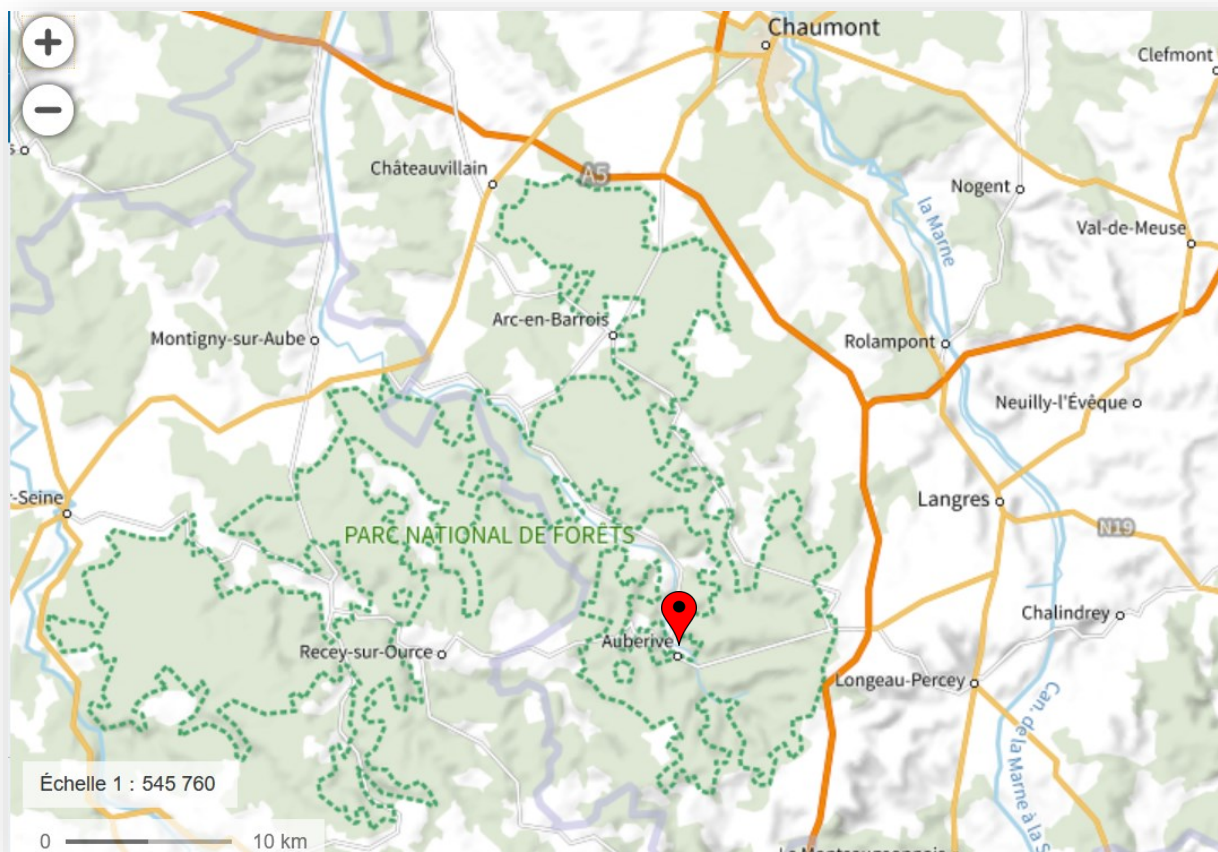 +
Chaumont
Clefmont
−
Châteauvillain
A5
Nogent
la Marne
Val-de-Meuse
Arc-en-Barrois
Montigny-sur-Aube
Rolampont
Neuilly-l'Évêque
-Seine
Langres
PARC NATIONAL DE FORÊTS
N19
Chalindrey
Auberive
Recey-sur-Ource
Longeau-Percey
Can. de la Marne à la S
Échelle 1 : 545 760
0 10 km